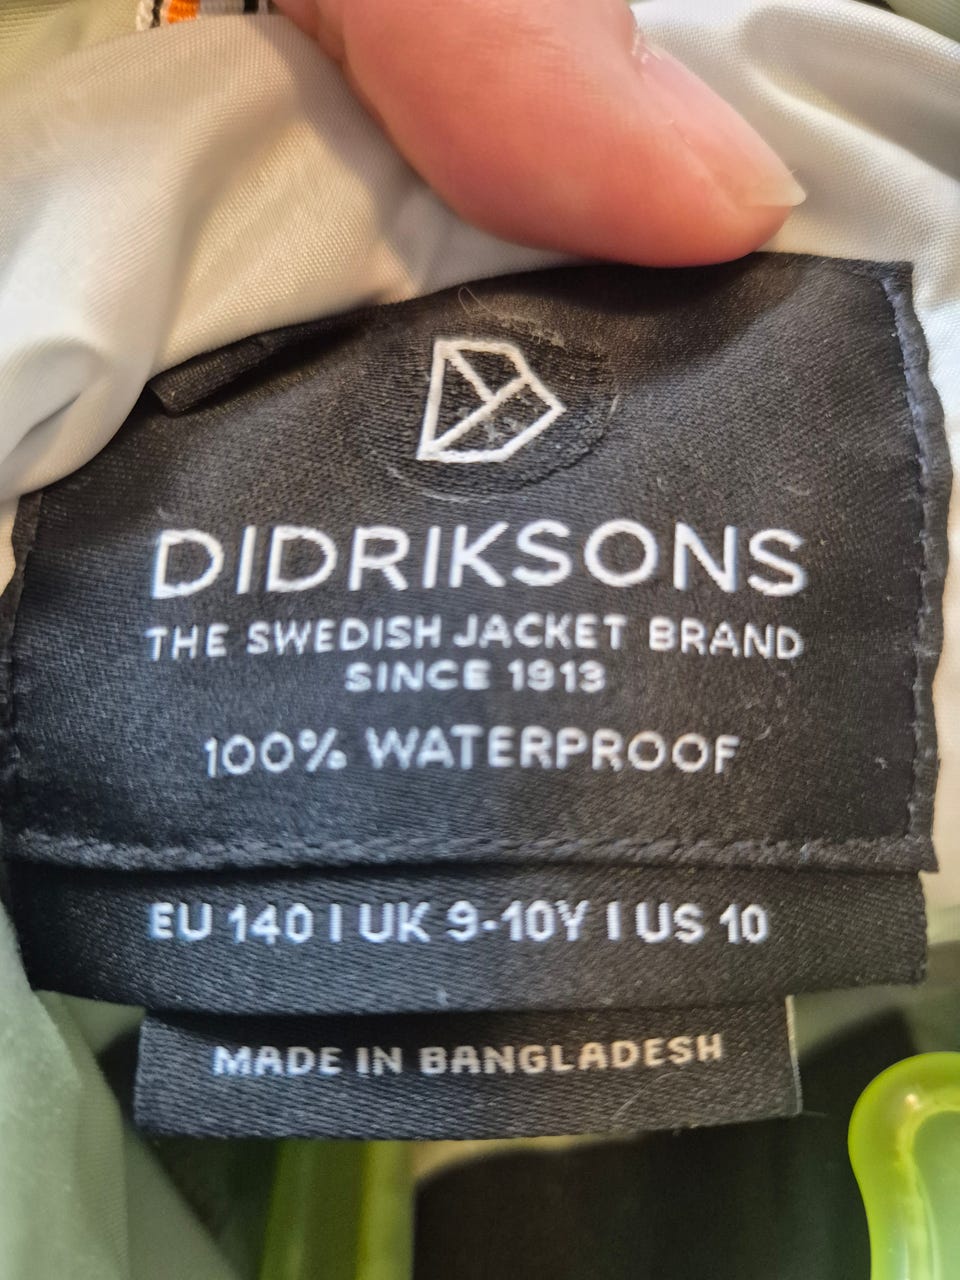 DIDRIKSONS
THE SWEDISH JACKET BRAND
SINCE 1913
100% WATERPROOF
EU 140 | UK 9-10Y | US 10
MADE IN BANGLADESH